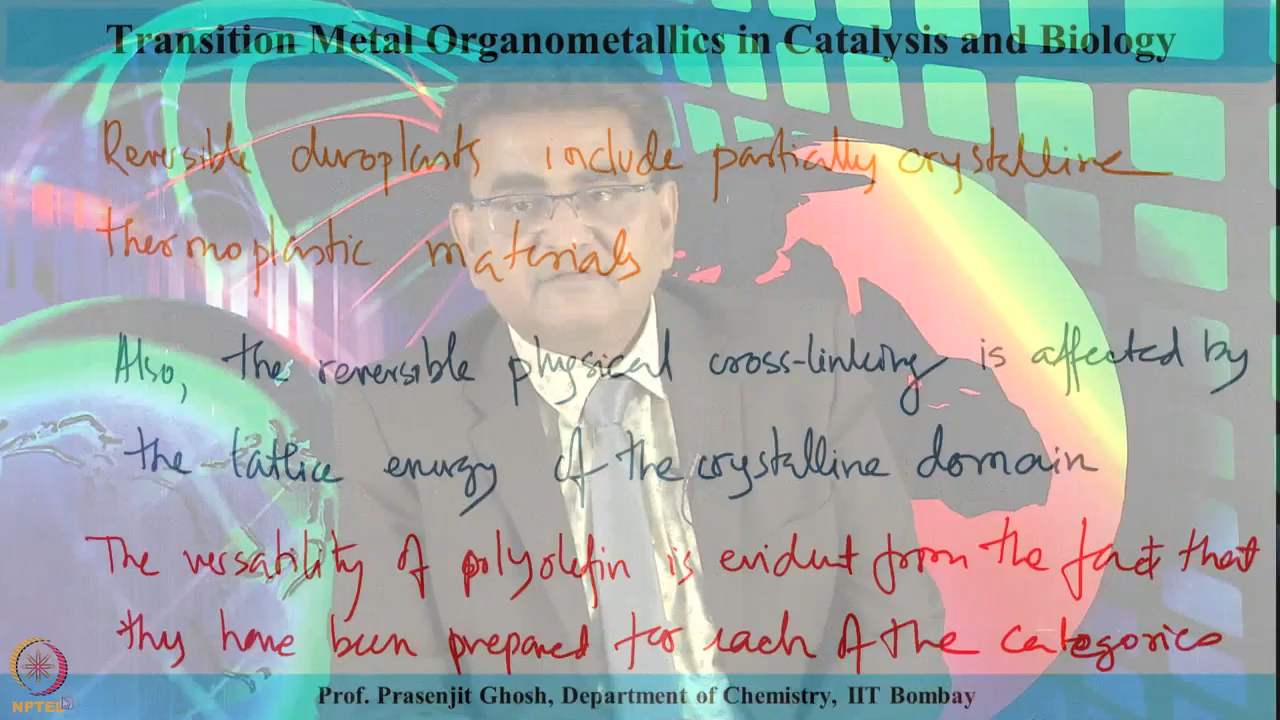 Transition Metal Organometallics in Catalysis and Biology
Reversible duroplasts include partially crystalline
thermoplastic materials
Also, the reversible physical cross-linking is affected by
the lattice energy of the crystalline domain
The versatility of polyolefin is evident from the fact that
they have been prepared for each of the categories
NPTEL
Prof. Prasenjit Ghosh, Department of Chemistry, IIT Bombay